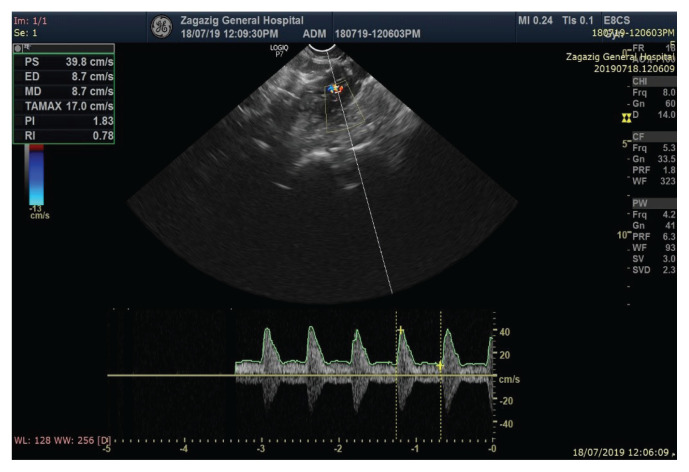 Im: 1/1
Se: 1
Zagazig General Hospital
18/07/19 12:09:30PM ADM 180719-120603PM
MI 0.24 TIs 0.1 E8CS
180719-120603PM
Zagazig General Hospital
20190718.120609
LOGIQ
P7
PS 39.8 cm/s
ED 8.7 cm/s
MD 8.7 cm/s
TAMAX 17.0 cm/s
PI 1.83
RI 0.78
-13
cm/s
0
5
10
FR 16
CHI
Frq 8.0
Gn 60
D 14.0
CF
Frq 5.3
Gn 33.5
PRF 1.8
WF 323
PW
Frq 4.2
Gn 41
PRF 6.3
WF 93
SV 3.0
SVD 2.3
40
20
cm/s
-20
-40
-5 -4 -3 -2 -1 -0
WL: 128 WW: 256 [D]
18/07/2019 12:06:09 م